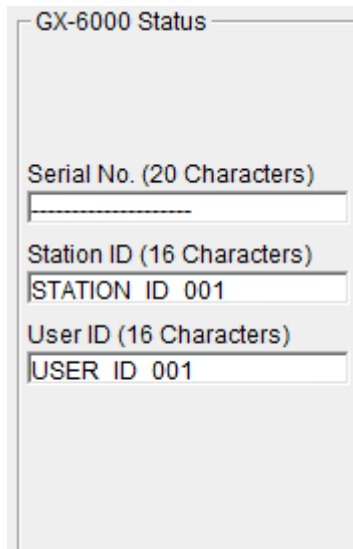 GX-6000 Status
Serial No. (20 Characters)
--------------------
Station ID (16 Characters)
STATION_ID_001
User ID (16 Characters)
USER_ID_001